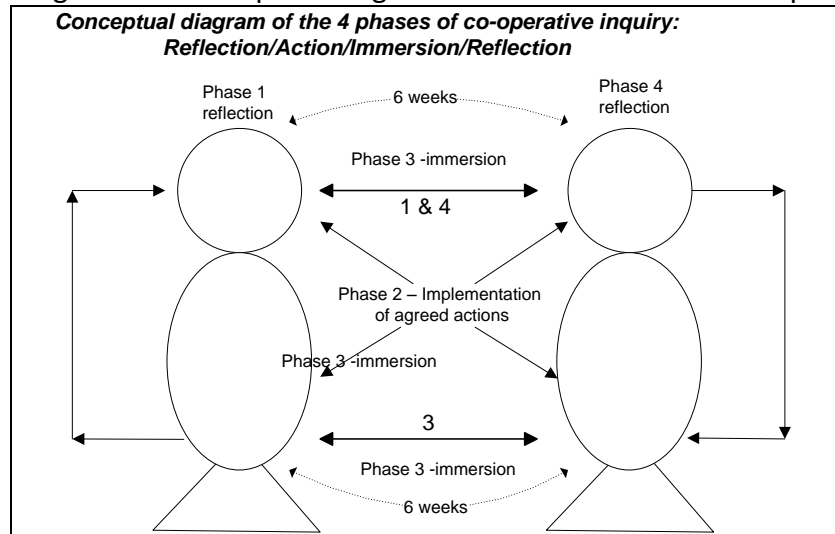 Conceptual diagram of the 4 phases of co-operative inquiry:
Reflection/Action/Immersion/Reflection
Phase 1
reflection
6 weeks
Phase 4
reflection
Phase 3 -immersion
1 & 4
Phase 2 – Implementation
of agreed actions
Phase 3 -immersion
3
Phase 3 -immersion
6 weeks